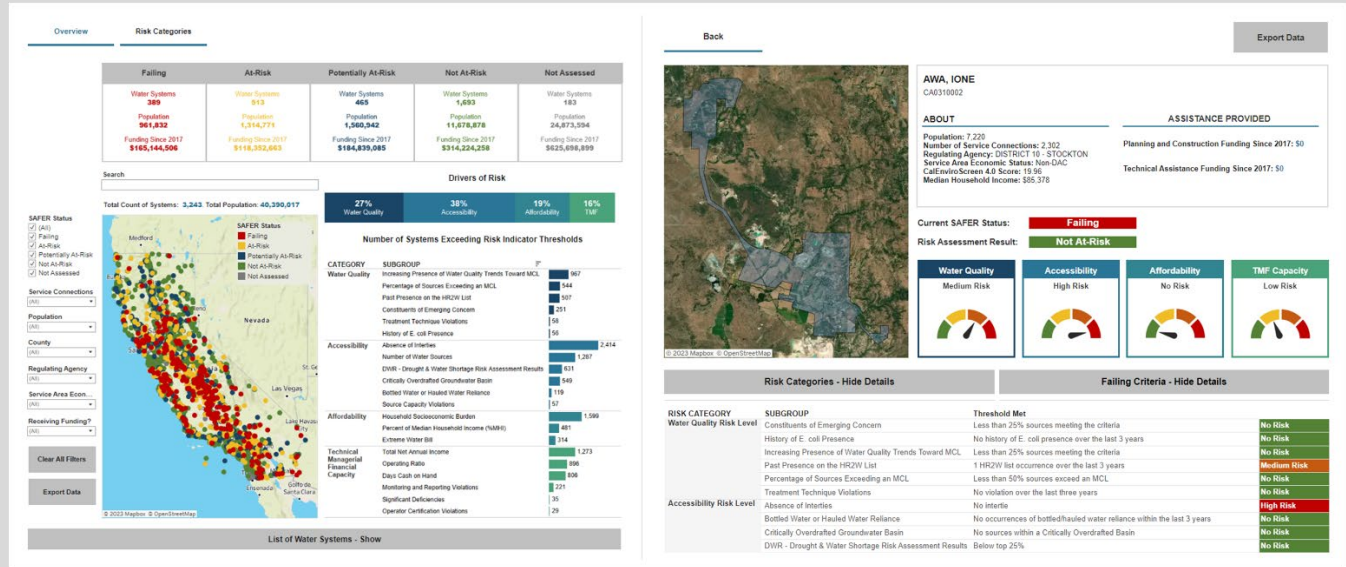 Overview Risk Categories
Failing At-Risk Potentially At-Risk Not At-Risk Not Assessed
Water Systems Water Systems Water Systems Water Systems Water Systems
389 513 465 1,693 183
Population Population Population Population Population
961,832 1,314,771 1,560,942 11,678,878 24,873,594
Funding Since 2017 Funding Since 2017 Funding Since 2017 Funding Since 2017 Funding Since 2017
$165,144,506 $118,352,663 $184,839,085 $314,224,258 $625,698,899
Search
Total Count of Systems: 3,243 Total Population: 40,390,017
SAFER Status
(All)
Failing
At-Risk
Potentially At-Risk
Not At-Risk
Not Assessed
Service Connections
(All)
Population
(All)
County
(All)
Regulating Agency
(All)
Service Area Econ...
(All)
Receiving Funding?
(All)
Clear All Filters
Export Data
Medford
Nevada
Las Vegas
St. Ge
Lake Havasu
City
Ensenada
Golfo de
Santa Clara
SAFER Status
Failing
At-Risk
Potentially At-Risk
Not At-Risk
Not Assessed
© 2023 Mapbox © OpenStreetMap
Drivers of Risk
27% 38% 19% 16%
Water Quality Accessibility Affordability TMF
Number of Systems Exceeding Risk Indicator Thresholds
CATEGORY SUBGROUP
Water Quality Increasing Presence of Water Quality Trends Toward MCL 967
Percentage of Sources Exceeding an MCL 544
Past Presence on the HR2W List 507
Constituents of Emerging Concern 251
Treatment Technique Violations 58
History of E. coli Presence 56
Accessibility Absence of Interties 2,414
Number of Water Sources 1,287
DWR - Drought & Water Shortage Risk Assessment Results 631
Critically Overdrafted Groundwater Basin 549
Bottled Water or Hauled Water Reliance 119
Source Capacity Violations 57
Affordability Household Socioeconomic Burden 1,599
Percent of Median Household Income (%MHI) 481
Extreme Water Bill 314
Technical Managerial Financial Capacity Total Net Annual Income 1,273
Operating Ratio 896
Days Cash on Hand 806
Monitoring and Reporting Violations 221
Significant Deficiencies 35
Operator Certification Violations 29
List of Water Systems - Show
Back
Export Data
© 2023 Mapbox © OpenStreetMap
AWA, IONE
CA0310002
ABOUT
Population: 7,220
Number of Service Connections: 2,302
Regulating Agency: DISTRICT 10 - STOCKTON
Service Area Economic Status: Non-DAC
CalEnviroScreen 4.0 Score: 19.96
Median Household Income: $85,378
ASSISTANCE PROVIDED
Planning and Construction Funding Since 2017: $0
Technical Assistance Funding Since 2017: $0
Current SAFER Status: Failing
Risk Assessment Result: Not At-Risk
Water Quality Accessibility Affordability TMF Capacity
Medium Risk High Risk No Risk Low Risk
Risk Categories - Hide Details Failing Criteria - Hide Details
RISK CATEGORY SUBGROUP Threshold Met
Water Quality Risk Level Constituents of Emerging Concern Less than 25% sources meeting the criteria No Risk
History of E. coli Presence No history of E. coli presence over the last 3 years No Risk
Increasing Presence of Water Quality Trends Toward MCL Less than 25% sources meeting the criteria No Risk
Past Presence on the HR2W List 1 HR2W list occurrence over the last 3 years Medium Risk
Percentage of Sources Exceeding an MCL Less than 50% sources exceed an MCL No Risk
Treatment Technique Violations No violation over the last three years No Risk
Accessibility Risk Level Absence of Interties No intertie High Risk
Bottled Water or Hauled Water Reliance No occurrences of bottled/hauled water reliance within the last 3 years No Risk
Critically Overdrafted Groundwater Basin No sources within a Critically Overdrafted Basin No Risk
DWR - Drought & Water Shortage Risk Assessment Results Below top 25% No Risk